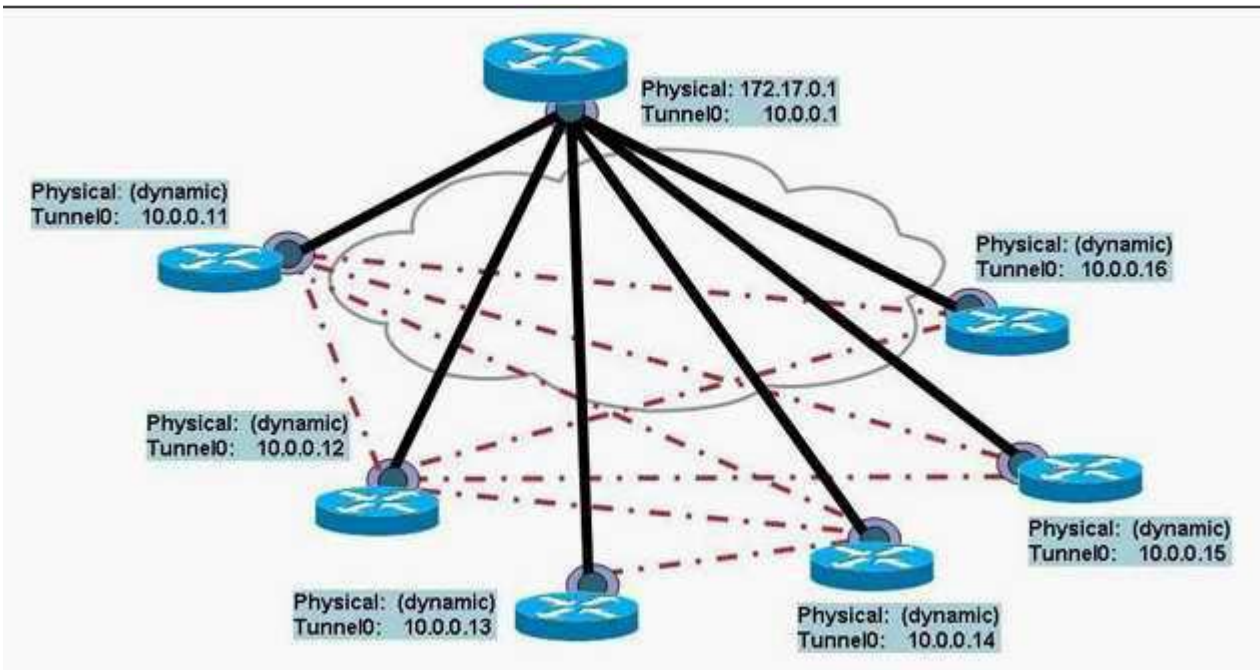 Physical: 172.17.0.1
Tunnel0: 10.0.0.1
Physical: (dynamic)
Tunnel0: 10.0.0.11
Physical: (dynamic)
Tunnel0: 10.0.0.16
Physical: (dynamic)
Tunnel0: 10.0.0.12
Physical: (dynamic)
Tunnel0: 10.0.0.15
Physical: (dynamic)
Tunnel0: 10.0.0.13
Physical: (dynamic)
Tunnel0: 10.0.0.14